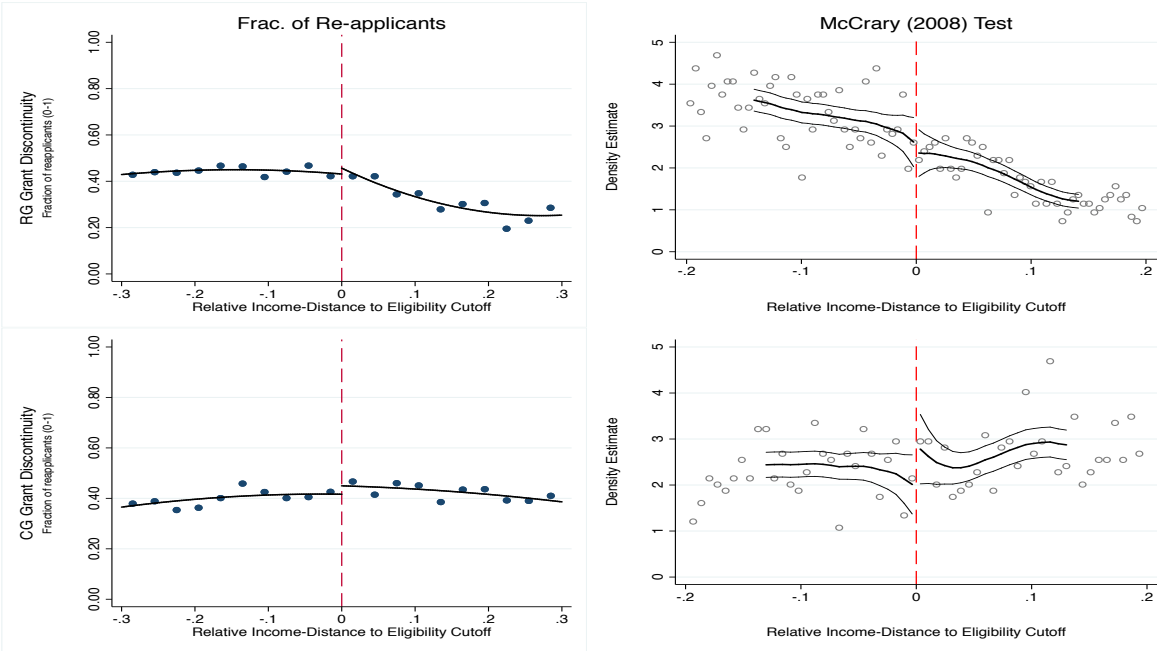 Frac. of Re-applicants
RG Grant Discontinuity
Fraction of reapplicants (0-1)
1.00
0.80
0.60
0.40
0.20
0.00
-.3 -.2 -.1 0 .1 .2 .3
Relative Income-Distance to Eligibility Cutoff
McCrary (2008) Test
Density Estimate
5
4
3
2
1
0
-.2 -.1 0 .1 .2
Relative Income-Distance to Eligibility Cutoff
CG Grant Discontinuity
Fraction of reapplicants (0-1)
1.00
0.80
0.60
0.40
0.20
0.00
-.3 -.2 -.1 0 .1 .2 .3
Relative Income-Distance to Eligibility Cutoff
Density Estimate
5
4
3
2
1
0
-.2 -.1 0 .1 .2
Relative Income-Distance to Eligibility Cutoff